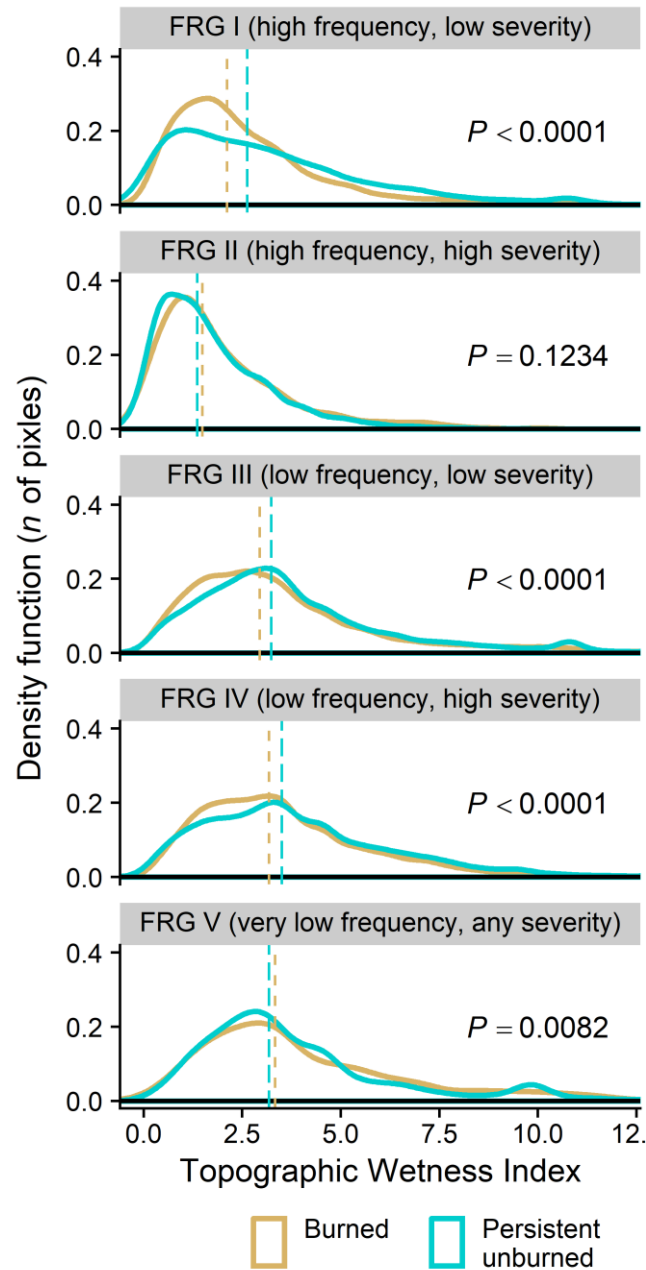 FRG I (high frequency, low severity)
0.4
0.2
0.0
P < 0.0001
FRG II (high frequency, high severity)
0.4
0.2
0.0
P = 0.1234
FRG III (low frequency, low severity)
0.4
0.2
0.0
P < 0.0001
FRG IV (low frequency, high severity)
0.4
0.2
0.0
P < 0.0001
FRG V (very low frequency, any severity)
0.4
0.2
0.0
P = 0.0082
Density function (n of pixles)
0.0 2.5 5.0 7.5 10.0 12.
Topographic Wetness Index
Burned
Persistent
unburned